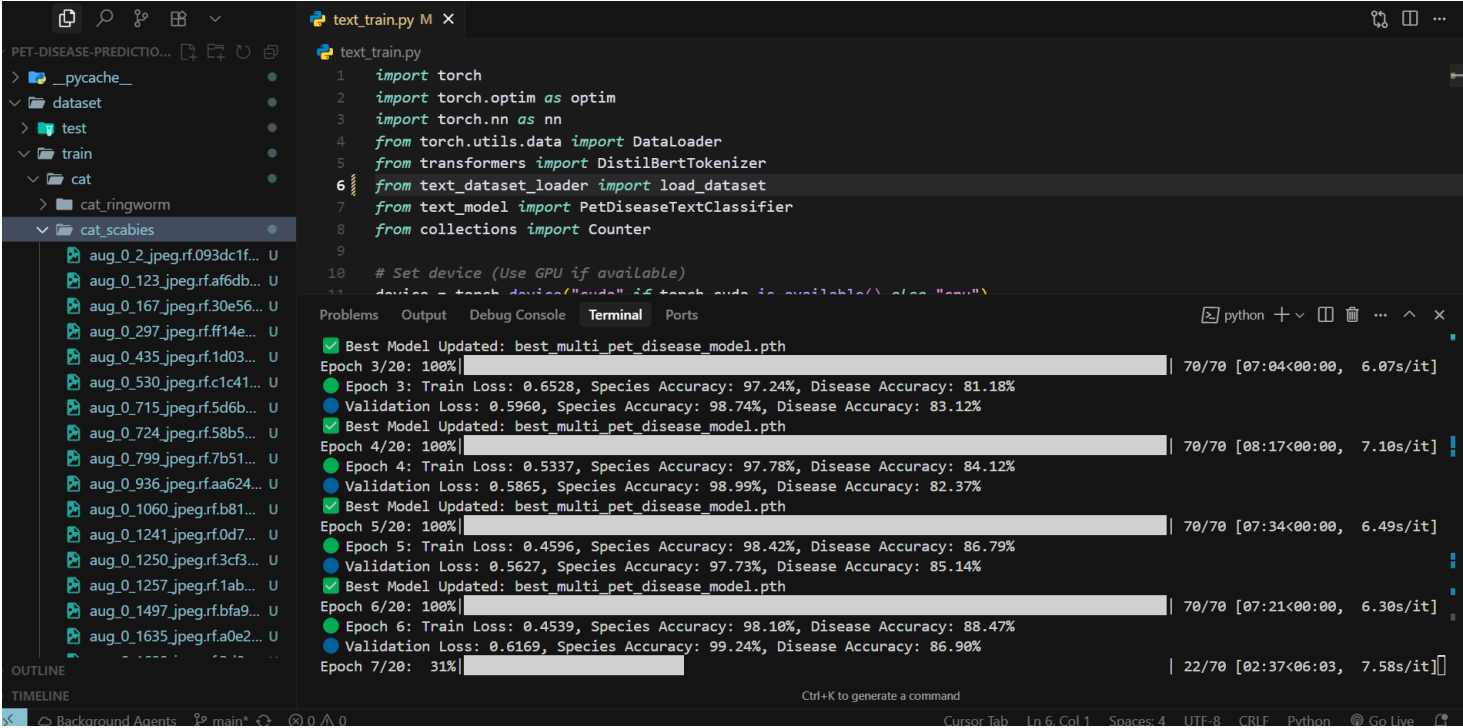 text_train.py M
PET-DISEASE-PREDICTIO...
__pycache__
dataset
test
train
cat
cat_ringworm
cat_scabies
aug_0_2_jpeg.rf.093dc1f... U
aug_0_123_jpeg.rf.af6db... U
aug_0_167_jpeg.rf.30e56... U
aug_0_297_jpeg.rf.ff14e... U
aug_0_435_jpeg.rf.1d03... U
aug_0_530_jpeg.rf.c1c41... U
aug_0_715_jpeg.rf.5d6b... U
aug_0_724_jpeg.rf.58b5... U
aug_0_799_jpeg.rf.7b51... U
aug_0_936_jpeg.rf.aa624... U
aug_0_1060_jpeg.rf.b81... U
aug_0_1241_jpeg.rf.0d7... U
aug_0_1250_jpeg.rf.3cf3... U
aug_0_1257_jpeg.rf.1ab... U
aug_0_1497_jpeg.rf.bfa9... U
aug_0_1635_jpeg.rf.a0e2... U
OUTLINE
TIMELINE
text_train.py
1 import torch
2 import torch.optim as optim
3 import torch.nn as nn
4 from torch.utils.data import DataLoader
5 from transformers import DistilBertTokenizer
6 from text_dataset_loader import load_dataset
7 from text_model import PetDiseaseTextClassifier
8 from collections import Counter
9
10 # Set device (Use GPU if available)
11 device = torch.device("cuda" if torch.cuda.is_available() else "cpu")
Problems Output Debug Console Terminal Ports python
Best Model Updated: best_multi_pet_disease_model.pth
Epoch 3/20: 100%| | 70/70 [07:04<00:00, 6.07s/it]
Epoch 3: Train Loss: 0.6528, Species Accuracy: 97.24%, Disease Accuracy: 81.18%
Validation Loss: 0.5960, Species Accuracy: 98.74%, Disease Accuracy: 83.12%
Best Model Updated: best_multi_pet_disease_model.pth
Epoch 4/20: 100%| | 70/70 [08:17<00:00, 7.10s/it]
Epoch 4: Train Loss: 0.5337, Species Accuracy: 97.78%, Disease Accuracy: 84.12%
Validation Loss: 0.5865, Species Accuracy: 98.99%, Disease Accuracy: 82.37%
Best Model Updated: best_multi_pet_disease_model.pth
Epoch 5/20: 100%| | 70/70 [07:34<00:00, 6.49s/it]
Epoch 5: Train Loss: 0.4596, Species Accuracy: 98.42%, Disease Accuracy: 86.79%
Validation Loss: 0.5627, Species Accuracy: 97.73%, Disease Accuracy: 85.14%
Best Model Updated: best_multi_pet_disease_model.pth
Epoch 6/20: 100%| | 70/70 [07:21<00:00, 6.30s/it]
Epoch 6: Train Loss: 0.4539, Species Accuracy: 98.10%, Disease Accuracy: 88.47%
Validation Loss: 0.6169, Species Accuracy: 99.24%, Disease Accuracy: 86.90%
Epoch 7/20: 31%| | 22/70 [02:37<06:03, 7.58s/it]
Ctrl+K to generate a command
Background Agents main* 0 0 Cursor Tab Ln 6, Col 1 Spaces: 4 UTF-8 CRLF Python Go Live